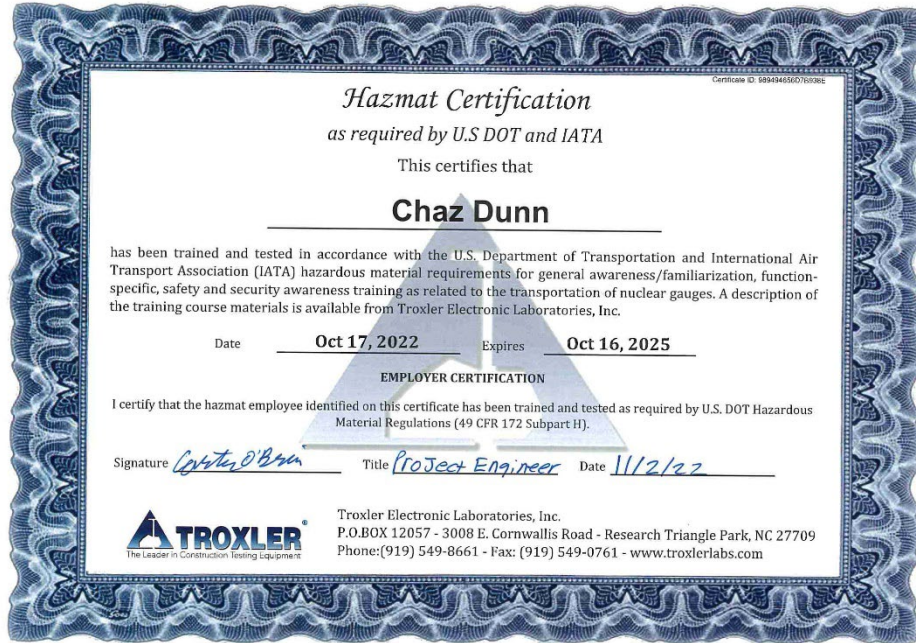 Certificate ID: 989494656D7B938E
Hazmat Certification
as required by U.S DOT and IATA
This certifies that
Chaz Dunn
has been trained and tested in accordance with the U.S. Department of Transportation and International Air
Transport Association (IATA) hazardous material requirements for general awareness/familiarization, function-
specific, safety and security awareness training as related to the transportation of nuclear gauges. A description of
the training course materials is available from Troxler Electronic Laboratories, Inc.
Date Oct 17, 2022 Expires Oct 16, 2025
EMPLOYER CERTIFICATION
I certify that the hazmat employee identified on this certificate has been trained and tested as required by U.S. DOT Hazardous
Material Regulations (49 CFR 172 Subpart H).
Signature O'Brien Title Project Engineer Date 11/2/22
TROXLER®
The Leader in Construction Testing Equipment
Troxler Electronic Laboratories, Inc.
P.O.BOX 12057 - 3008 E. Cornwallis Road - Research Triangle Park, NC 27709
Phone:(919) 549-8661 - Fax: (919) 549-0761 - www.troxlerlabs.com